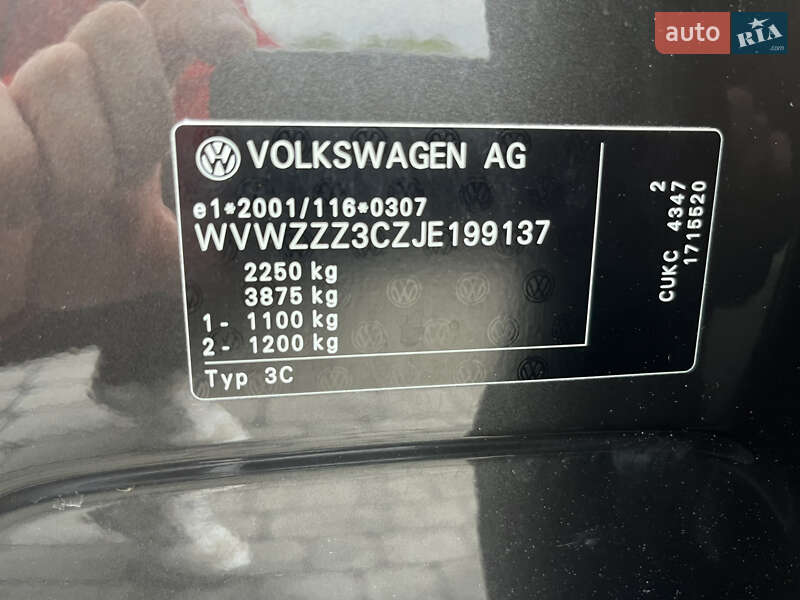 auto RIA .com
VOLKSWAGEN AG
e1*2001/116*0307
WVWZZZ3CZJE199137
2250 kg
3875 kg
1- 1100 kg
2- 1200 kg
Typ 3C
2
CUKC 4347
1715520